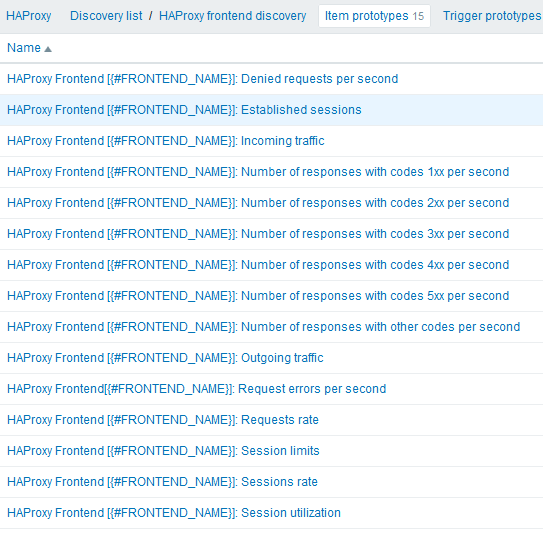 HAProxy Discovery list / HAProxy frontend discovery Item prototypes 15 Trigger prototypes
Name
HAProxy Frontend [{#FRONTEND_NAME}]: Denied requests per second
HAProxy Frontend [{#FRONTEND_NAME}]: Established sessions
HAProxy Frontend [{#FRONTEND_NAME}]: Incoming traffic
HAProxy Frontend [{#FRONTEND_NAME}]: Number of responses with codes 1xx per second
HAProxy Frontend [{#FRONTEND_NAME}]: Number of responses with codes 2xx per second
HAProxy Frontend [{#FRONTEND_NAME}]: Number of responses with codes 3xx per second
HAProxy Frontend [{#FRONTEND_NAME}]: Number of responses with codes 4xx per second
HAProxy Frontend [{#FRONTEND_NAME}]: Number of responses with codes 5xx per second
HAProxy Frontend [{#FRONTEND_NAME}]: Number of responses with other codes per second
HAProxy Frontend [{#FRONTEND_NAME}]: Outgoing traffic
HAProxy Frontend[{#FRONTEND_NAME}]: Request errors per second
HAProxy Frontend [{#FRONTEND_NAME}]: Requests rate
HAProxy Frontend [{#FRONTEND_NAME}]: Session limits
HAProxy Frontend [{#FRONTEND_NAME}]: Sessions rate
HAProxy Frontend [{#FRONTEND_NAME}]: Session utilization